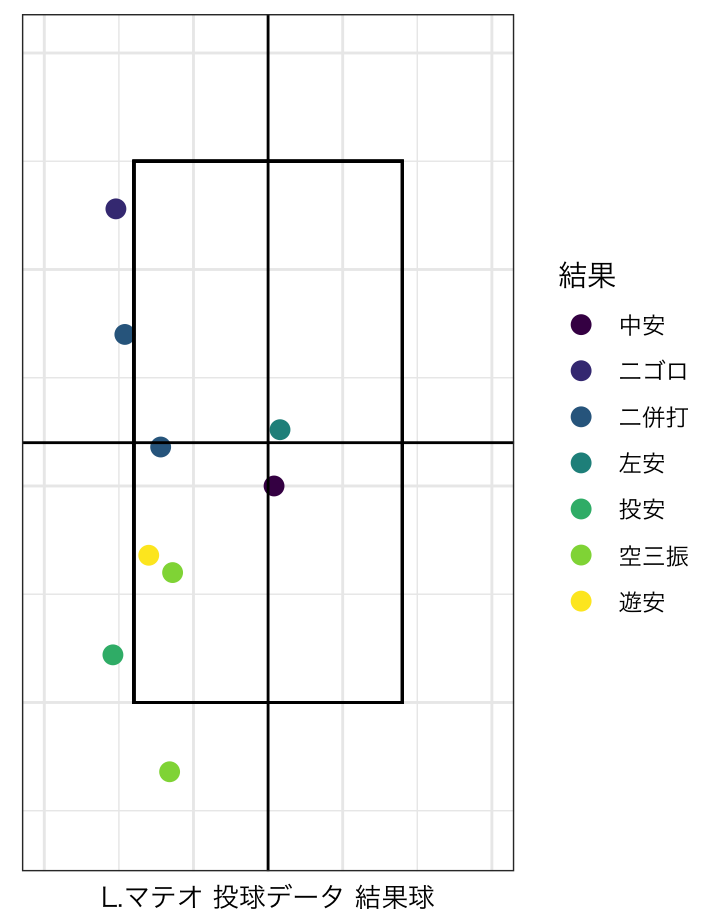 結果
中安
二ゴロ
二併打
左安
投安
空三振
遊安
L.マテオ 投球データ 結果球